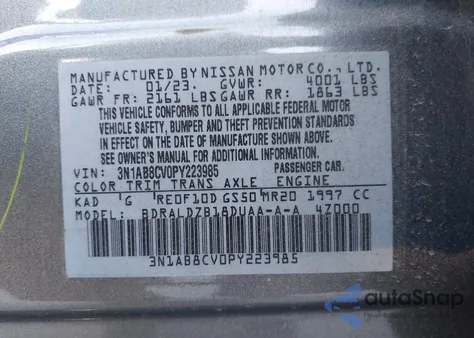 MANUFACTURED BY NISSAN MOTOR CO., LTD.
DATE: 01/23. GVWR: 4001 LBS
GAWR FR: 2161 LBS GAWR RR: 1863 LBS
THIS VEHICLE CONFORMS TO ALL APPLICABLE FEDERAL MOTOR
VEHICLE SAFETY, BUMPER AND THEFT PREVENTION STANDARDS
IN EFFECT ON THE DATE OF MANUFACTURE SHOWN ABOVE.
SEE OWNER'S MANUAL FOR ADDITIONAL INFORMATION.
VIN: 3N1AB8CV0PY223985 PASSENGER CAR.
COLOR TRIM TRANS AXLE ENGINE
KAD G RE0F10D GS50 MR20 1997 CC
MODEL: BDRALDZB18DUAA-A-A 4Z000
3N1AB8CV0PY223985
autoSnap